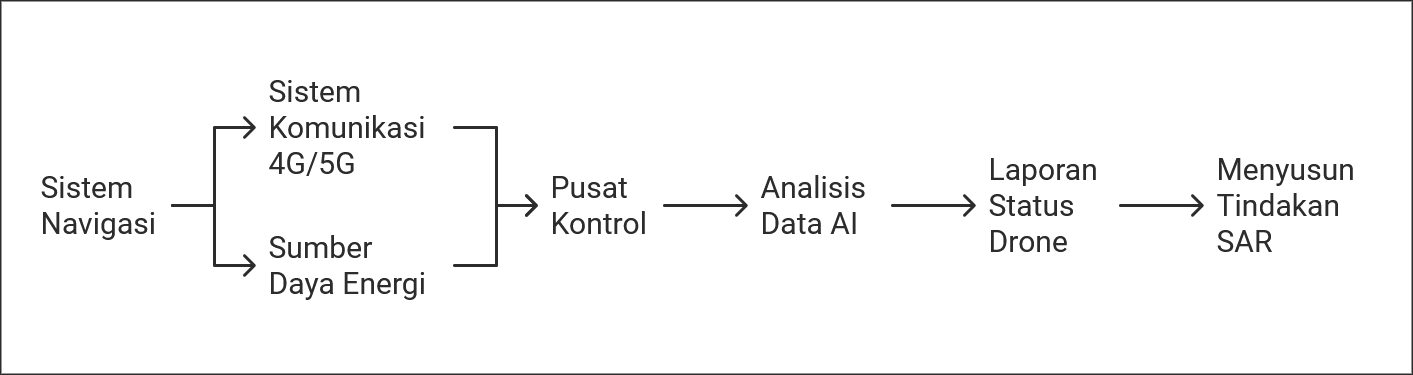 Sistem
Navigasi
Sistem
Komunikasi
4G/5G
Sumber
Daya Energi
Pusat
Kontrol
Analisis
Data AI
Laporan
Status
Drone
Menyusun
Tindakan
SAR